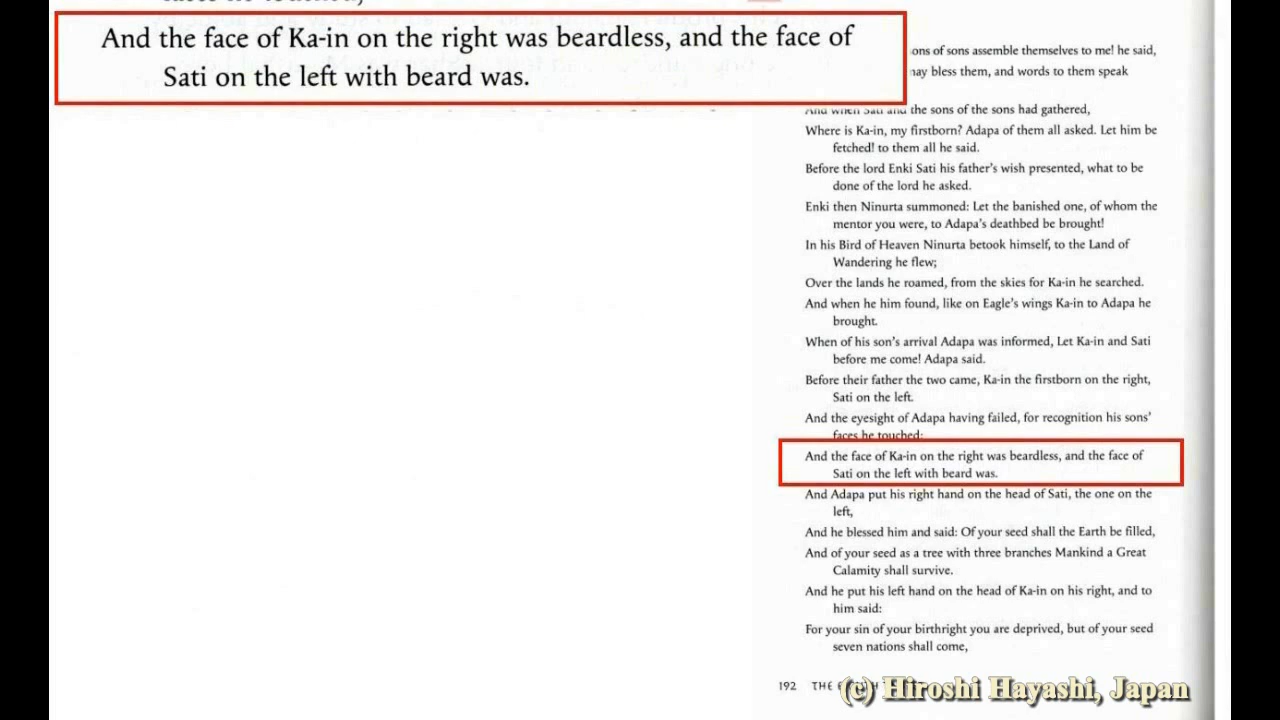 And the face of Ka-in on the right was beardless, and the face of
Sati on the left with beard was.
ons of sons assemble themselves to me! he said,
may bless them, and words to them speak
And when Sati and the sons of the sons had gathered,
Where is Ka-in, my firstborn? Adapa of them all asked. Let him be
fetched! to them all he said.
Before the lord Enki Sati his father's wish presented, what to be
done of the lord he asked.
Enki then Ninurta summoned: Let the banished one, of whom the
mentor you were, to Adapa's deathbed be brought!
In his Bird of Heaven Ninurta betook himself, to the Land of
Wandering he flew;
Over the lands he roamed, from the skies for Ka-in he searched.
And when he him found, like on Eagle's wings Ka-in to Adapa he
brought.
When of his son's arrival Adapa was informed, Let Ka-in and Sati
before me come! Adapa said.
Before their father the two came, Ka-in the firstborn on the right,
Sati on the left.
And the eyesight of Adapa having failed, for recognition his sons'
faces he touched;
And the face of Ka-in on the right was beardless, and the face of
Sati on the left with beard was.
And Adapa put his right hand on the head of Sati, the one on the
left,
And he blessed him and said: Of your seed shall the Earth be filled,
And of your seed as a tree with three branches Mankind a Great
Calamity shall survive.
And he put his left hand on the head of Ka-in on his right, and to
him said:
For your sin of your birthright you are deprived, but of your seed
seven nations shall come,
192 THE
(c) Hiroshi Hayashi, Japan